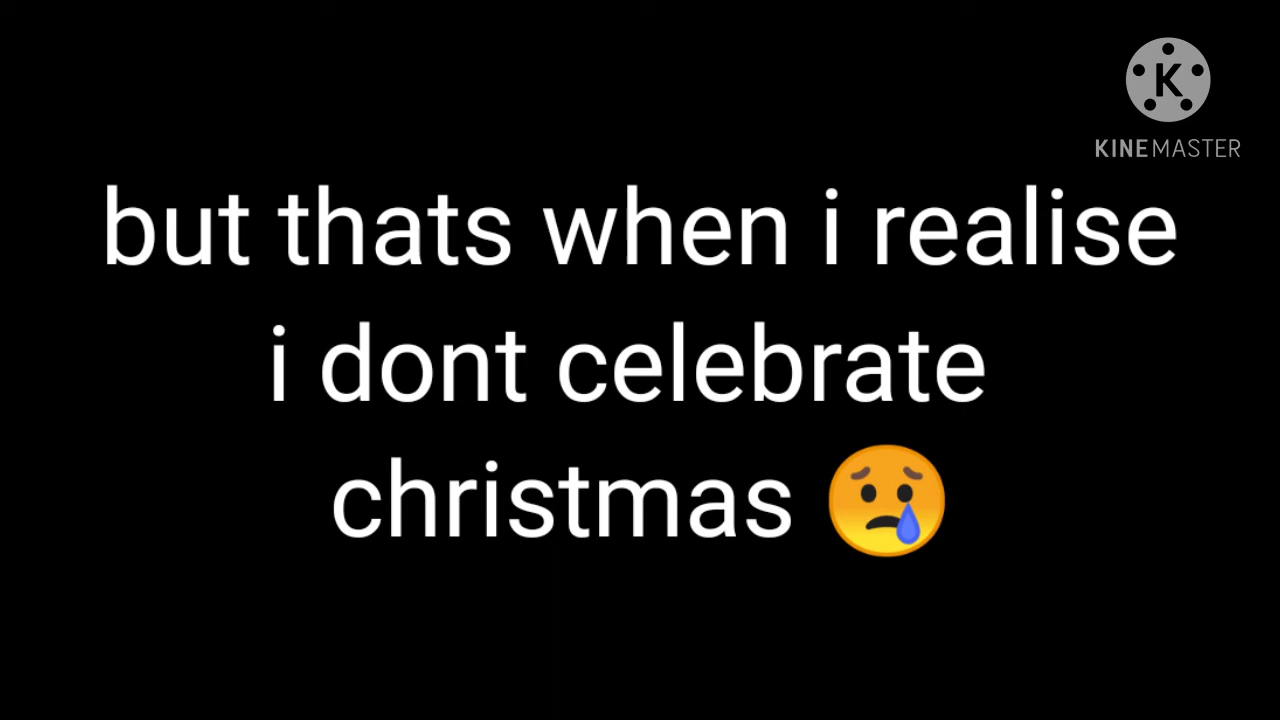 K
KINEMASTER
but thats when i realise
i dont celebrate
christmas 😢